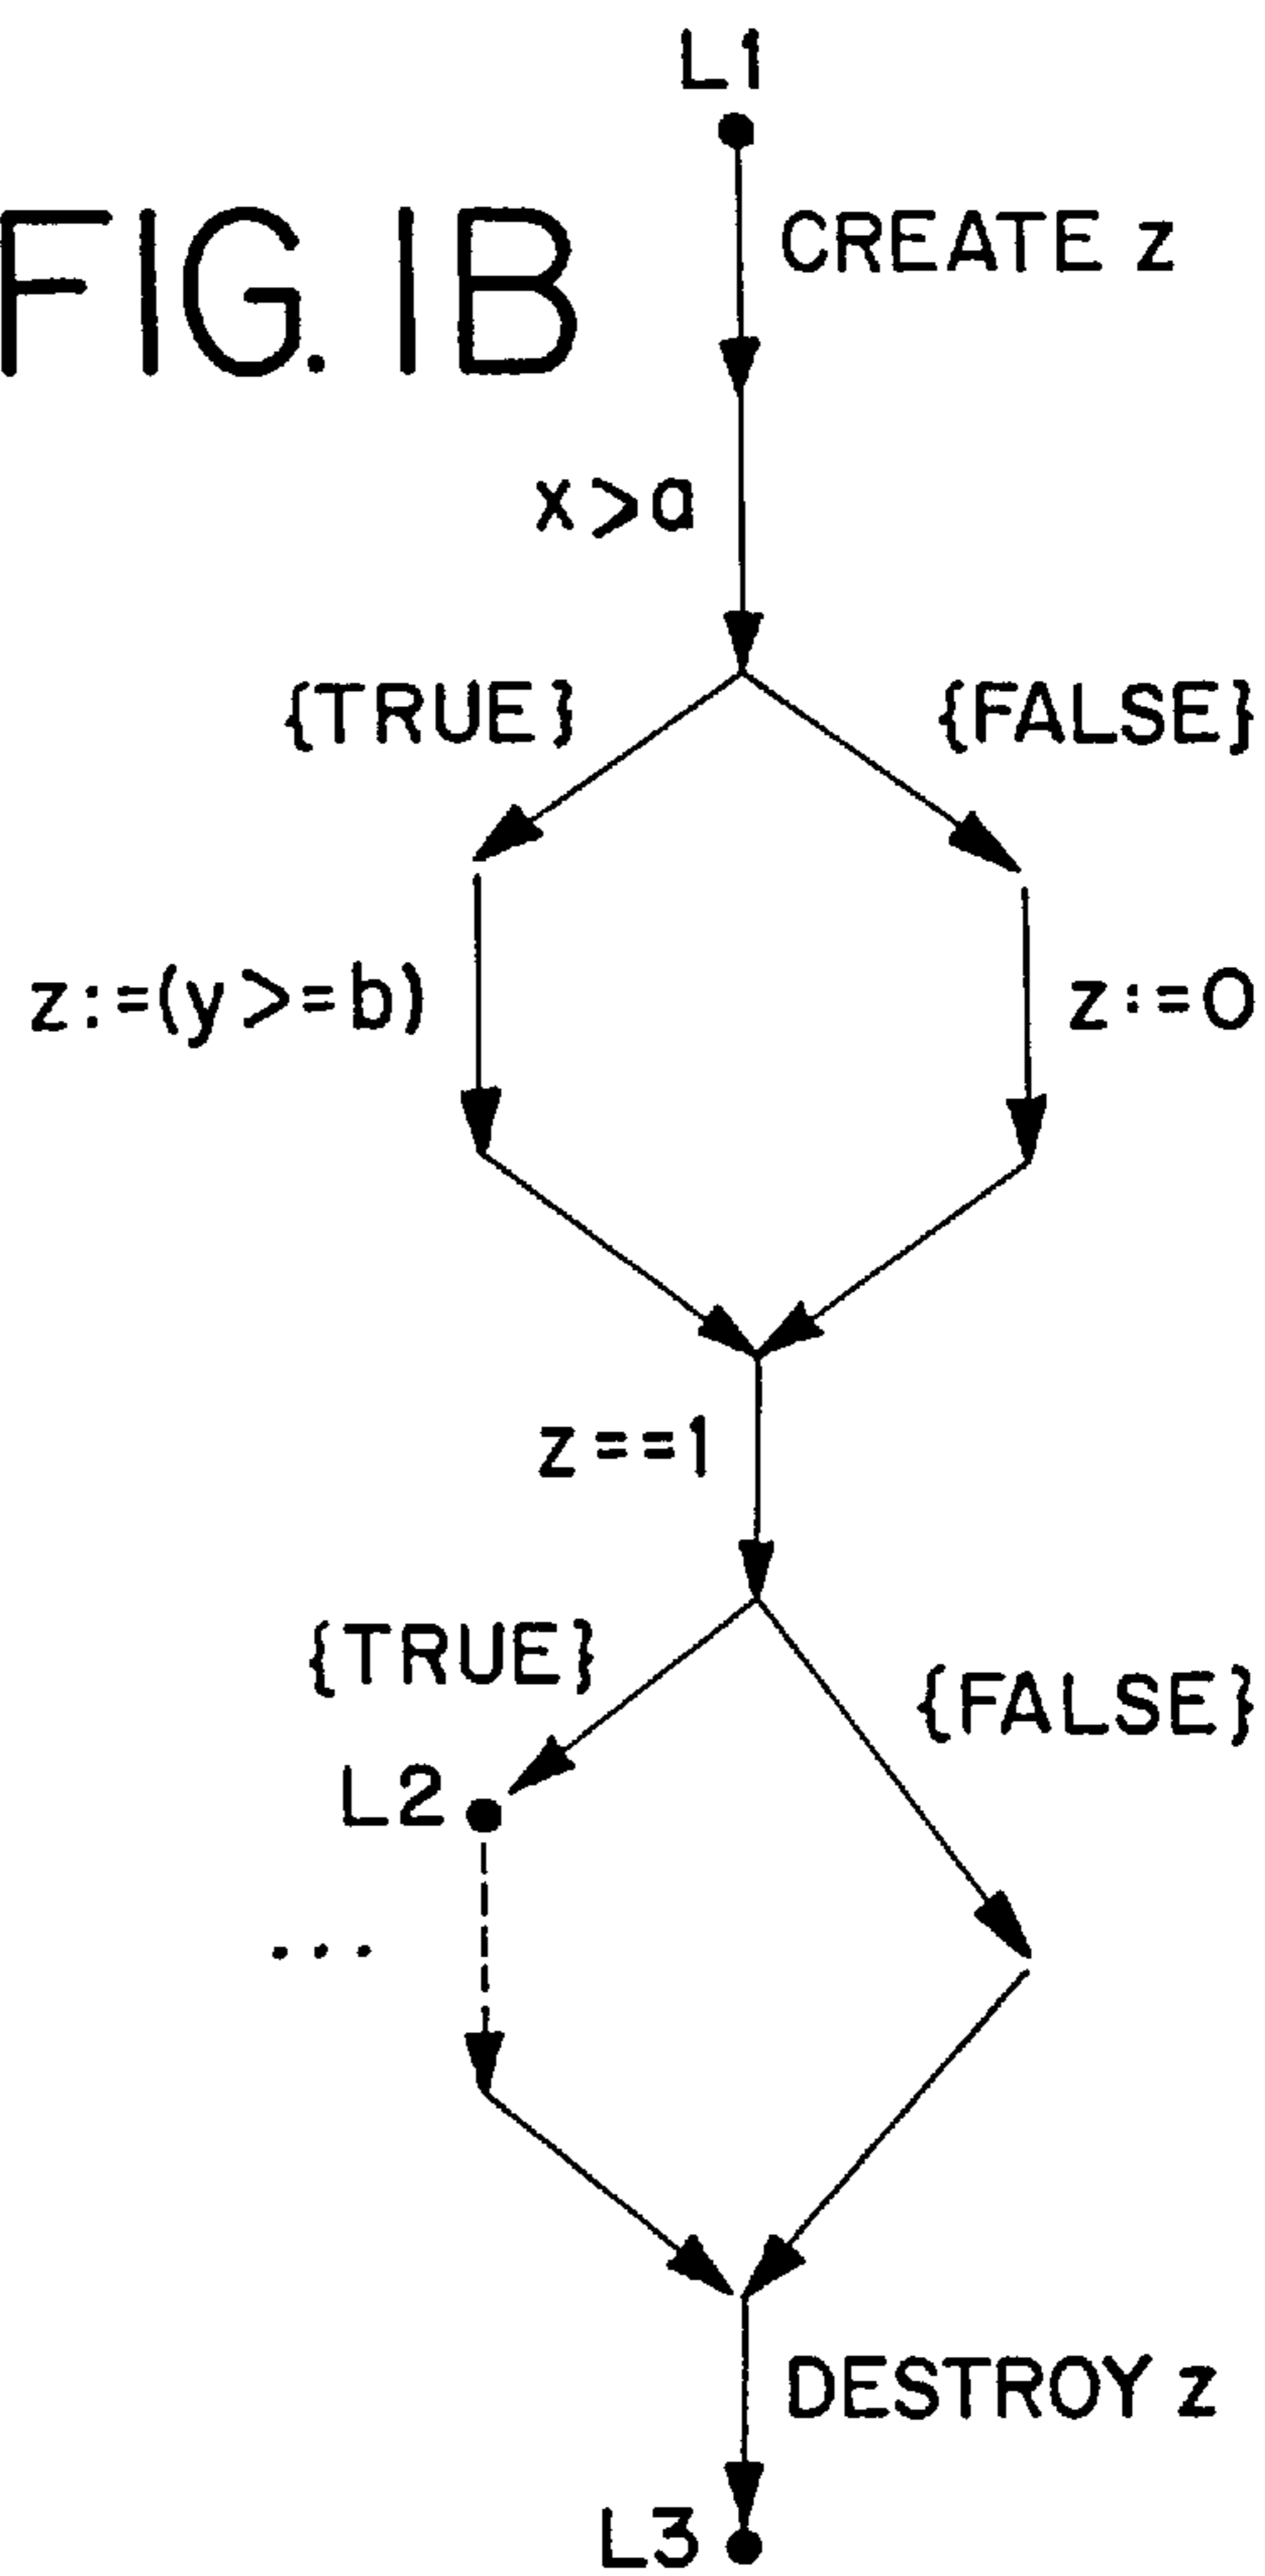 L1
FIG. 1B
CREATE z
x>a
{TRUE}
{FALSE}
z:=(y>=b)
z:=0
z==1
{TRUE}
{FALSE}
L2
...
DESTROY z
L3